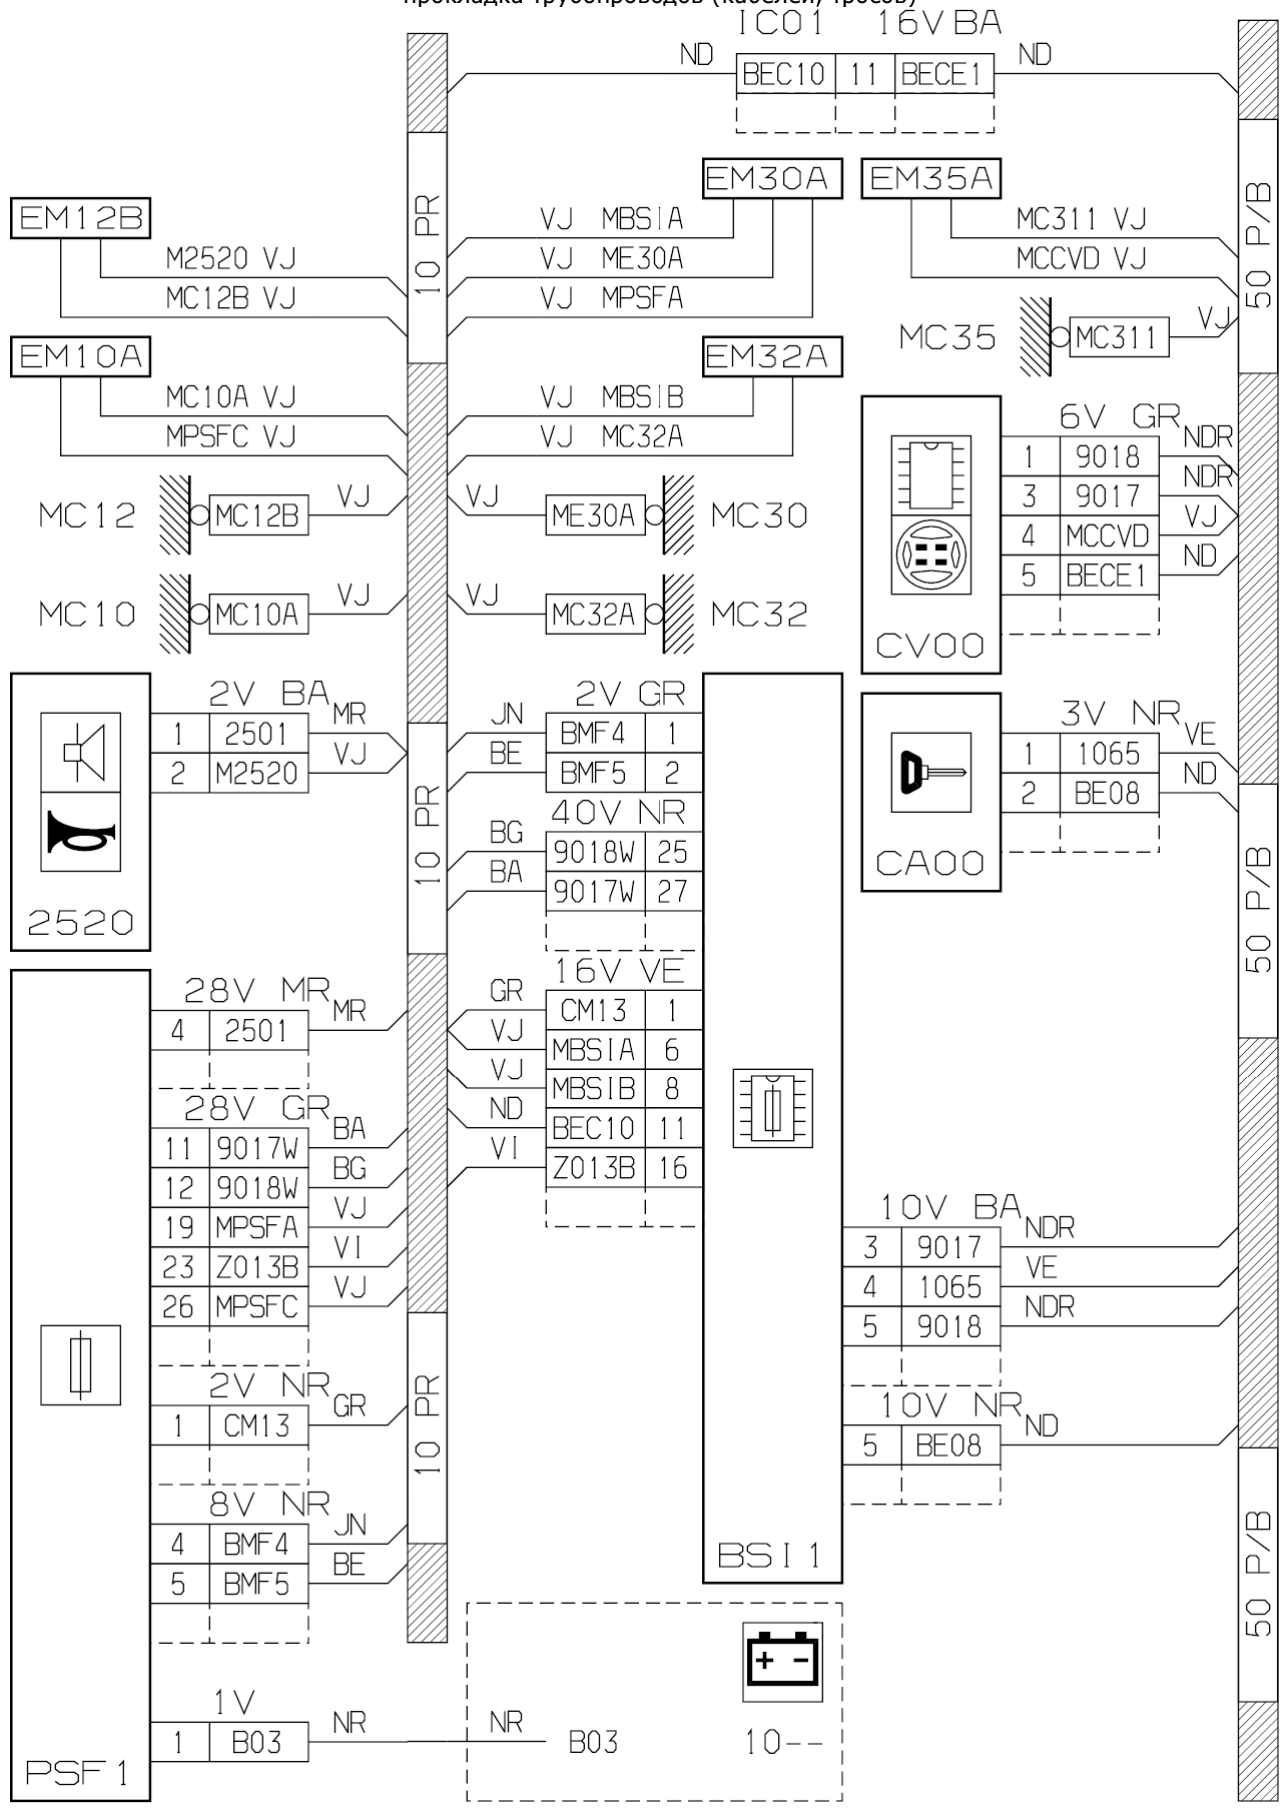 прокладка трубопроводов (кабелей, тросов)
IC01 16V BA
ND BEC10 11 BECE1 ND
EM30A EM35A
EM12B
VJ MBSIA
MC311 VJ
M2520 VJ
VJ ME30A
MCCVD VJ
MC12B VJ
VJ MPSFA
10 PR
50 P/B
MC35 MC311 VJ
EM10A
EM32A
MC10A VJ
VJ MBSIB
MPSFC VJ
VJ MC32A
6V GR
1 9018 NDR
3 9017 NDR
4 MCCVD VJ
5 BECE1 ND
CV00
MC12 MC12B VJ
VJ ME30A MC30
MC10 MC10A VJ
VJ MC32A MC32
2V BA
1 2501 MR
2 M2520 VJ
2520
10 PR
2V GR
JN BMF4 1
BE BMF5 2
40V NR
BG 9018W 25
BA 9017W 27
16V VE
GR CM13 1
VJ MBSIA 6
VJ MBSIB 8
ND BEC10 11
VI Z013B 16
3V NR
1 1065 VE
2 BE08 ND
CA00
50 P/B
28V MR
4 2501 MR
28V GR
11 9017W BA
12 9018W BG
19 MPSFA VJ
23 Z013B VI
26 MPSFC VJ
2V NR
1 CM13 GR
10 PR
8V NR
4 BMF4 JN
5 BMF5 BE
10V BA
3 9017 NDR
4 1065 VE
5 9018 NDR
10V NR
5 BE08 ND
BSI1
50 P/B
1V
1 B03 NR
NR B03
10--
PSF1